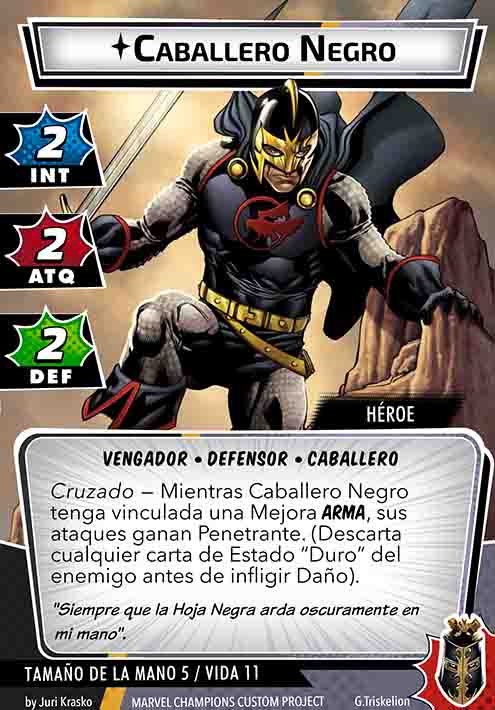 CABALLERO NEGRO
2
INT
2
ATQ
2
DEF
HÉROE
VENGADOR • DEFENSOR • CABALLERO
Cruzado – Mientras Caballero Negro
tenga vinculada una Mejora ARMA, sus
ataques ganan Penetrante. (Descarta
cualquier carta de Estado "Duro" del
enemigo antes de infligir Daño).
"Siempre que la Hoja Negra arda oscuramente en
mi mano".
TAMAÑO DE LA MANO 5 / VIDA 11
by Juri Krasko MARVEL CHAMPIONS CUSTOM PROJECT G.Triskelion